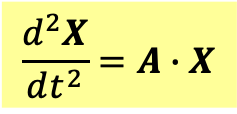 d²X/dt² = A · X